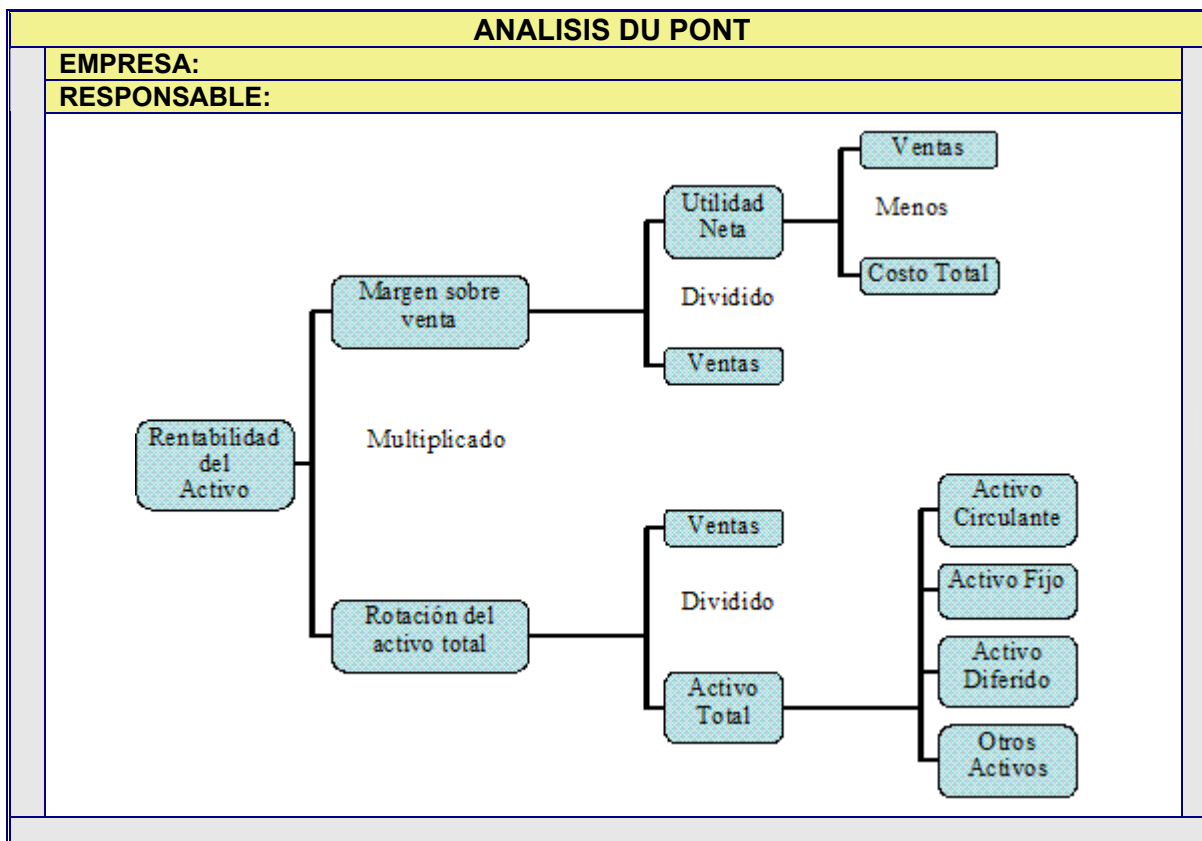 ANALISIS DU PONT
EMPRESA:
RESPONSABLE:
Ventas
Menos
Costo Total
Utilidad
Neta
Dividido
Ventas
Margen sobre
venta
Multiplicado
Rentabilidad
del
Activo
Rotación del
activo total
Ventas
Dividido
Activo
Total
Activo
Circulante
Activo Fijo
Activo
Diferido
Otros
Activos